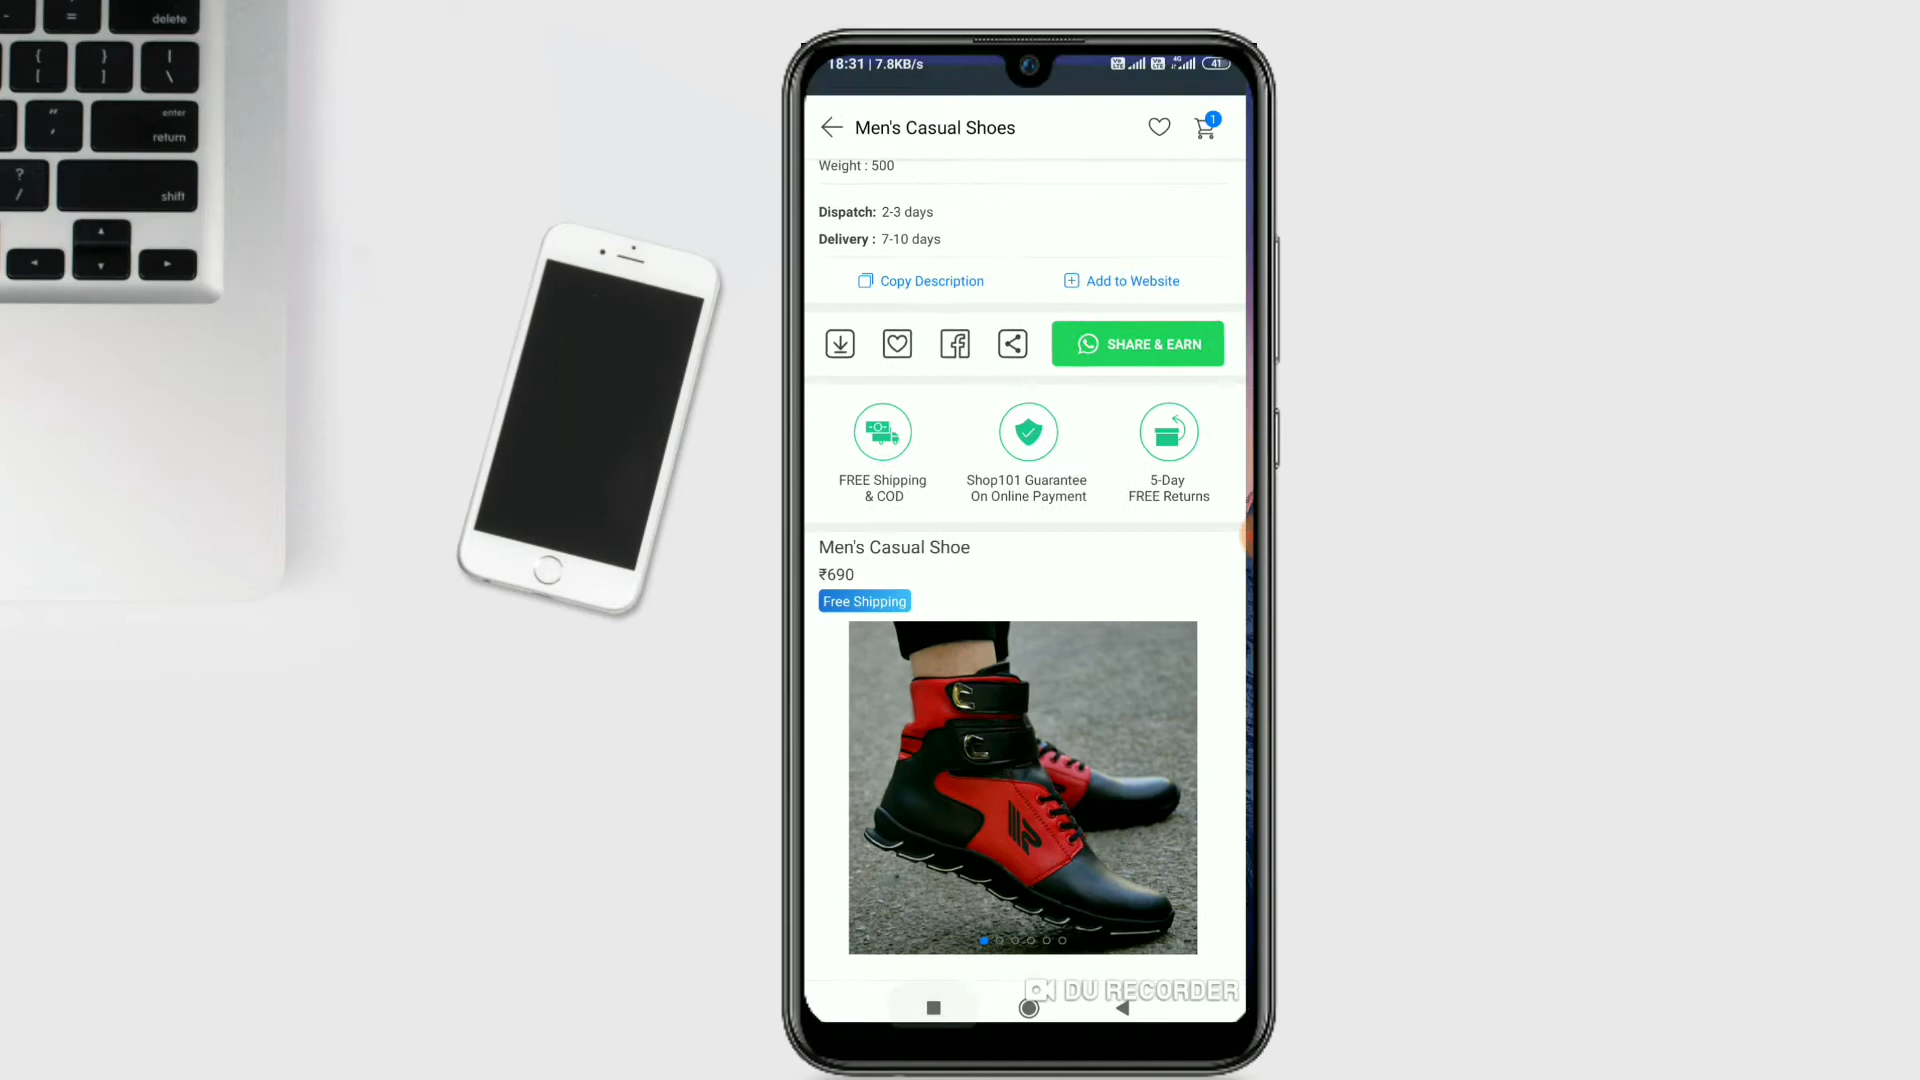 delete
enter
return
shift
18:31 | 7.8KB/s
41
Men's Casual Shoes
1
Weight : 500
Dispatch: 2-3 days
Delivery : 7-10 days
Copy Description
Add to Website
SHARE & EARN
FREE Shipping
& COD
Shop101 Guarantee
On Online Payment
5-Day
FREE Returns
Men's Casual Shoe
₹690
Free Shipping
DU RECORDER